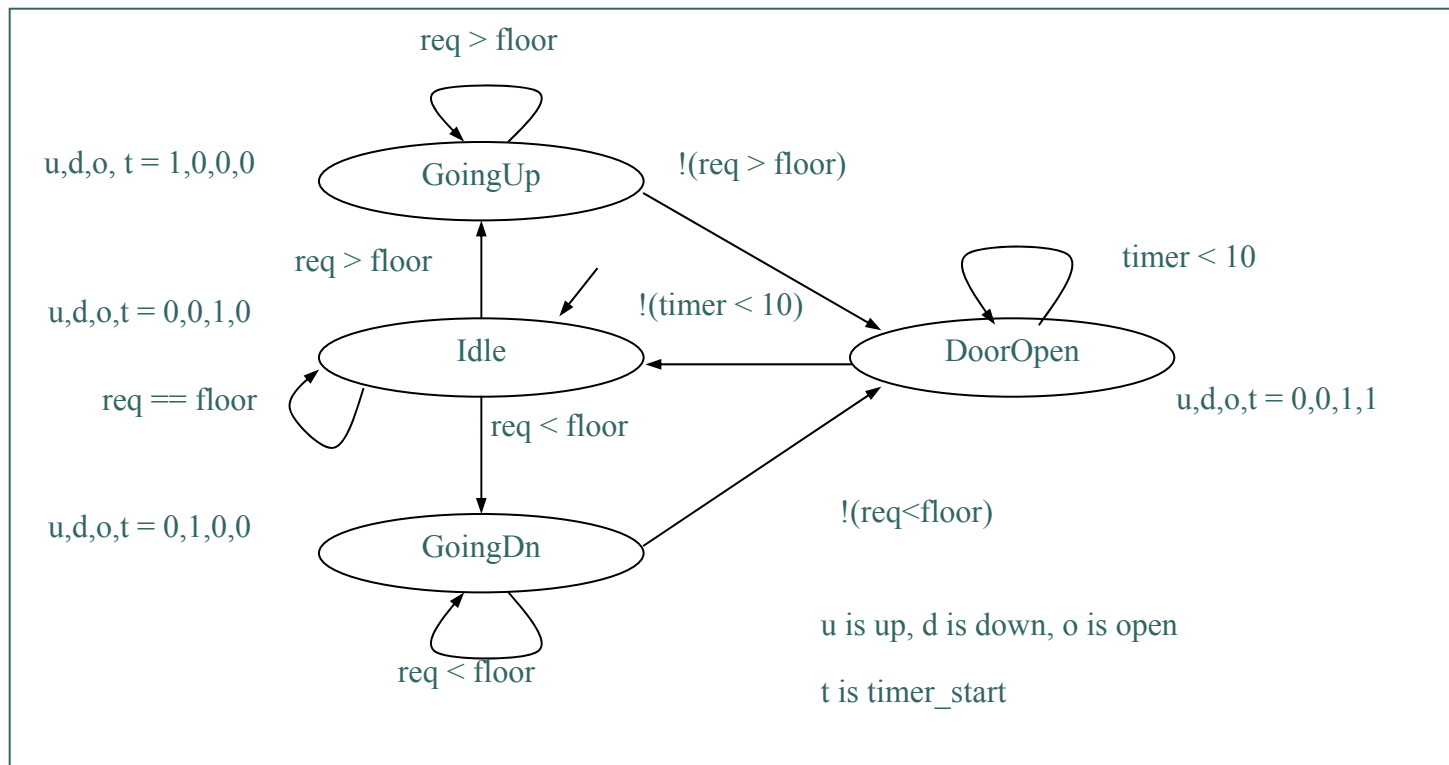 req > floor
u,d,o, t = 1,0,0,0
GoingUp
!(req > floor)
req > floor
timer < 10
u,d,o,t = 0,0,1,0
!(timer < 10)
Idle
DoorOpen
req == floor
u,d,o,t = 0,0,1,1
req < floor
u,d,o,t = 0,1,0,0
!(req<floor)
GoingDn
req < floor
u is up, d is down, o is open
t is timer_start